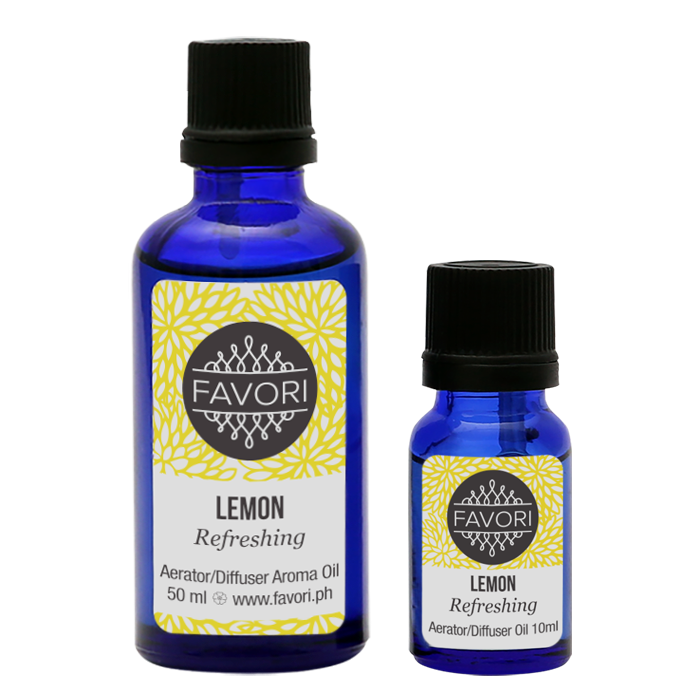 FAVORI
LEMON
Refreshing
Aerator/Diffuser Aroma Oil
50 ml www.favori.ph
FAVORI
LEMON
Refreshing
Aerator/Diffuser Oil 10ml